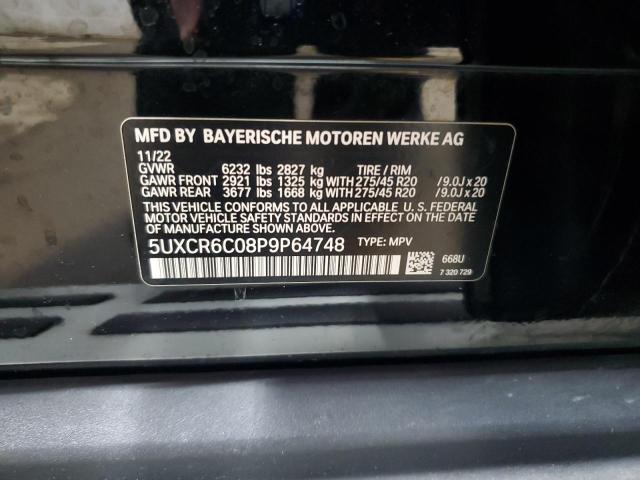 MFD BY BAYERISCHE MOTOREN WERKE AG
11/22
GVWR 6232 lbs 2827 kg TIRE / RIM
GAWR FRONT 2921 lbs 1325 kg WITH 275/45 R20 /9.0J x 20
GAWR REAR 3677 lbs 1668 kg WITH 275/45 R20 /9.0J x 20
THIS VEHICLE CONFORMS TO ALL APPLICABLE U. S. FEDERAL
MOTOR VEHICLE SAFETY STANDARDS IN EFFECT ON THE DATE
OF MANUFACTURE SHOWN ABOVE.
5UXCR6C08P9P64748 TYPE: MPV
668U
7 320 729